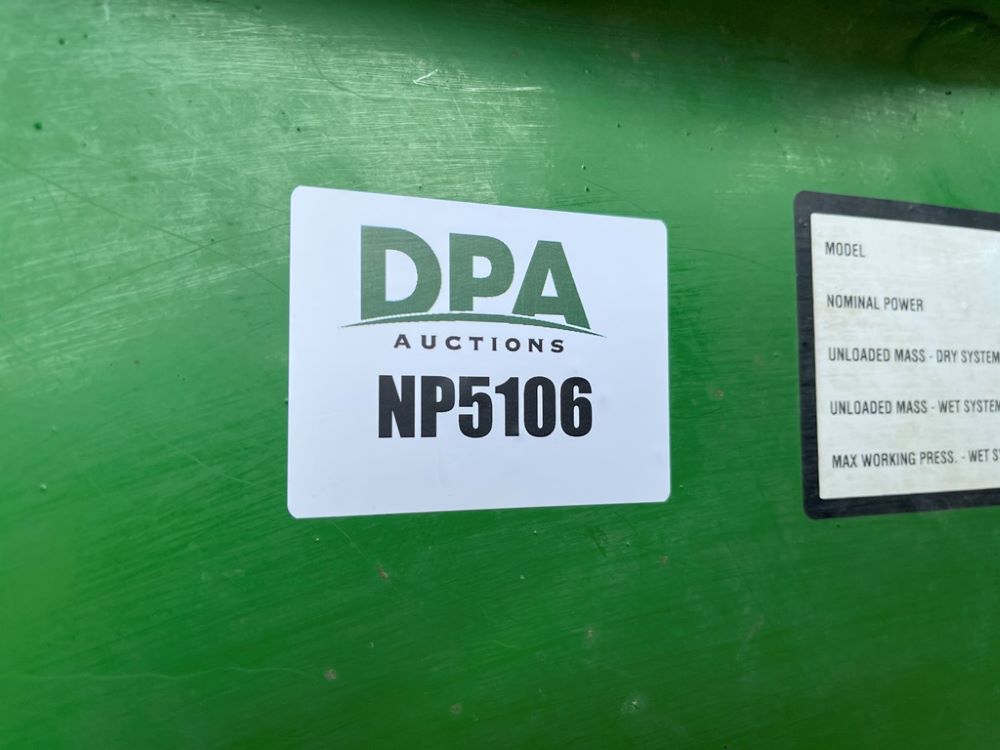 DPA
AUCTIONS
NP5106
MODEL
NOMINAL POWER
UNLOADED MASS - DRY SYSTEM
UNLOADED MASS - WET SYSTEM
MAX WORKING PRESS. - WET